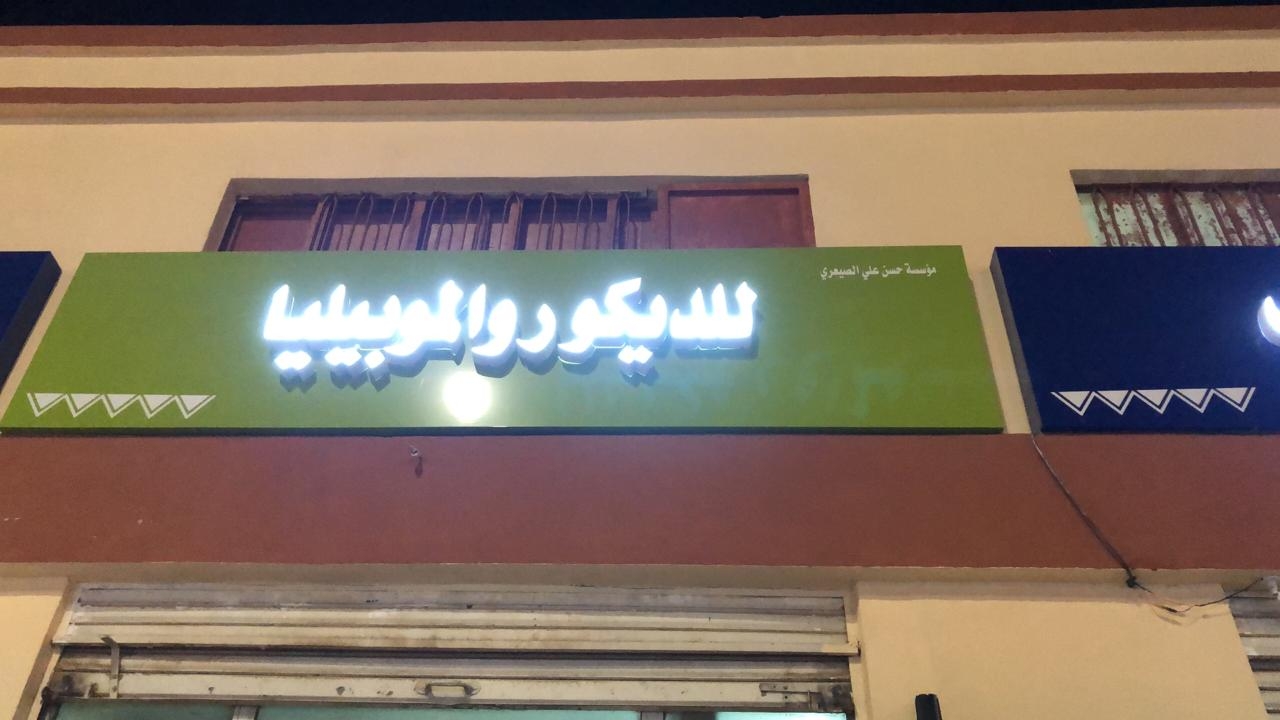 مؤسسة حسن علي الصيعري
للديكور والموبيليا